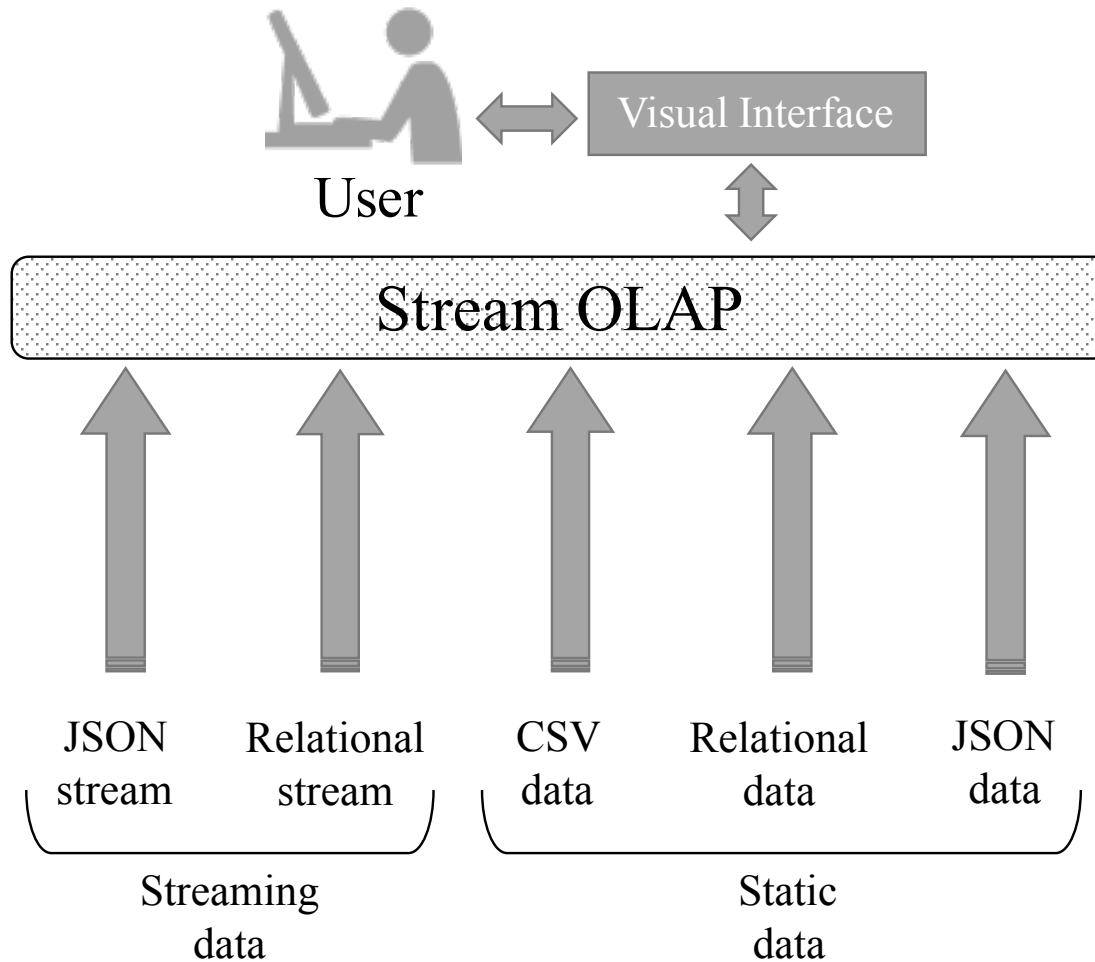 Visual Interface
User
Stream OLAP
JSON
stream
Relational
stream
CSV
data
Relational
data
JSON
data
Streaming
data
Static
data